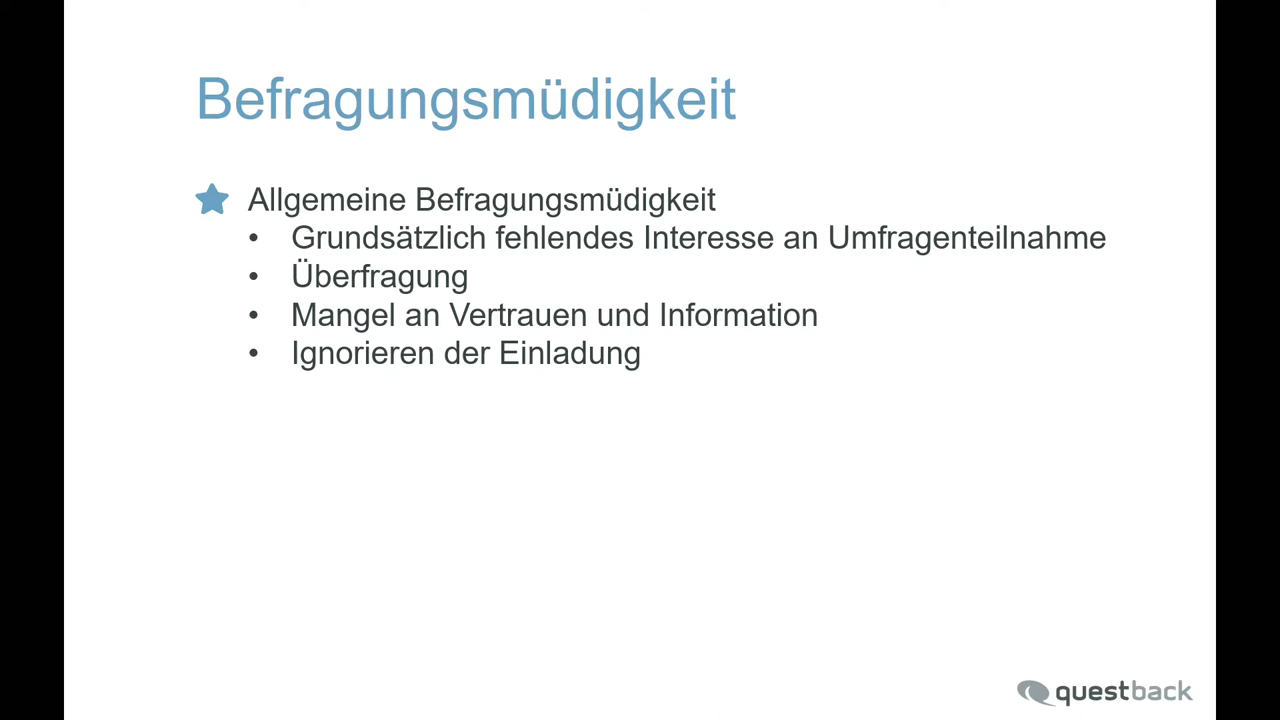 Befragungsmüdigkeit
Allgemeine Befragungsmüdigkeit
• Grundsätzlich fehlendes Interesse an Umfragenteilnahme
• Überfragung
• Mangel an Vertrauen und Information
• Ignorieren der Einladung
questback